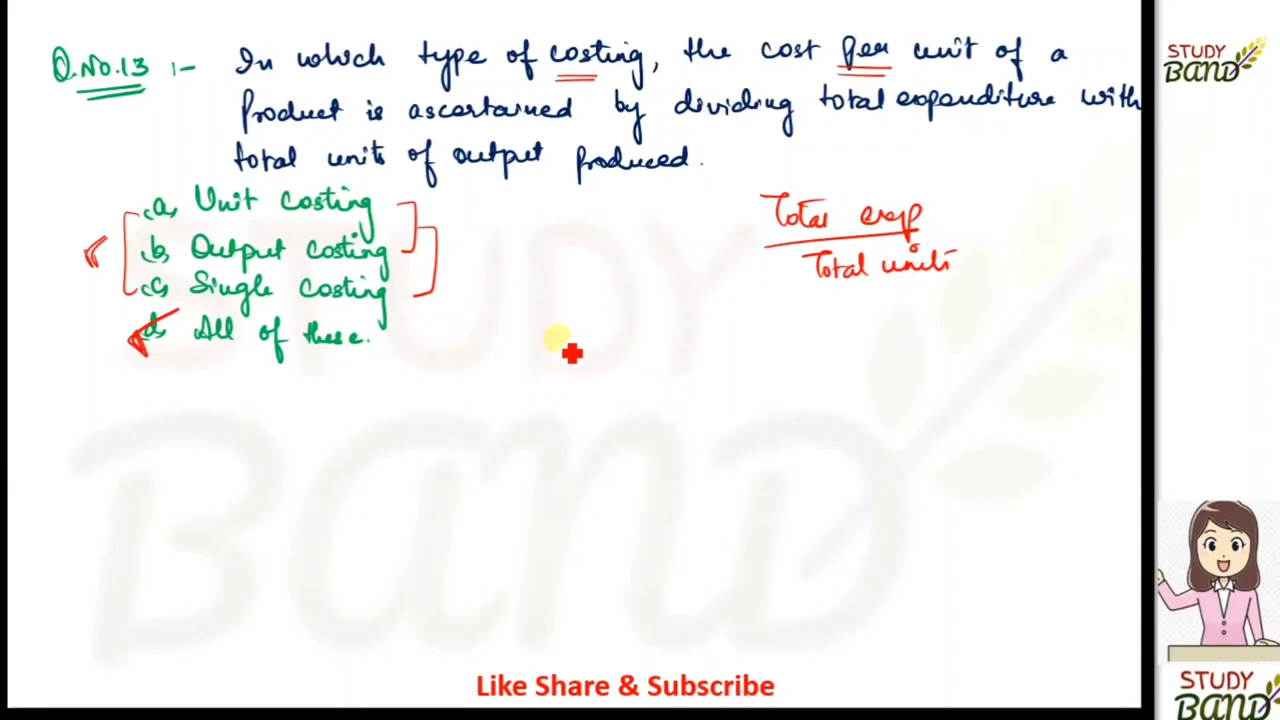 Q.No.13 :- In which type of costing, the cost per unit of a
Product is ascertained by dividing total expenditure with
total units of output produced.
(a) Unit costing
(b) Output costing
(c) Single costing
(d) All of these.
Total exp
Total units
STUDY
BAND
STUDY
BAND
Like Share & Subscribe
STUDY
BAND